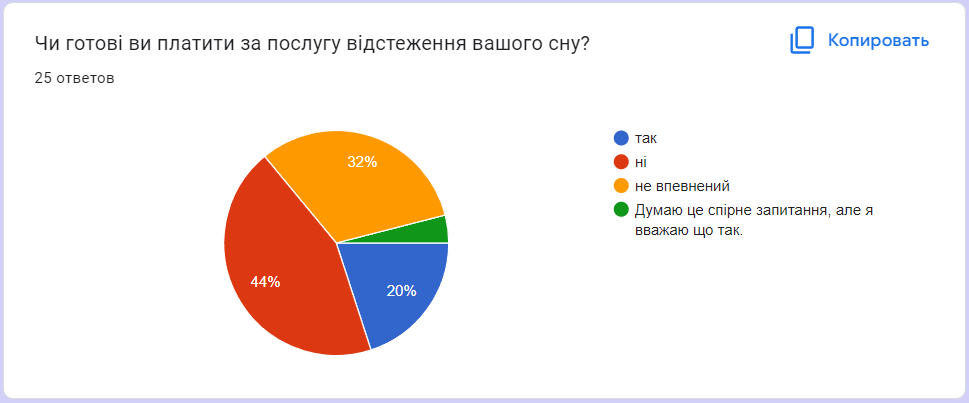 Чи готові ви платити за послугу відстеження вашого сну?
Копировать
25 ответов
32%
44%
20%
так
ні
не впевнений
Думаю це спірне запитання, але я
вважаю що так.